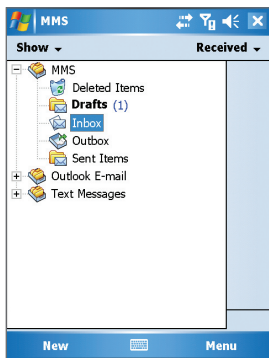 MMS
Show Received
MMS
Deleted Items
Drafts (1)
Inbox
Outbox
Sent Items
Outlook E-mail
Text Messages
New Menu